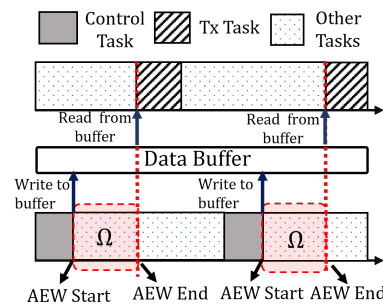 Control Task
Tx Task
Other Tasks
Read from buffer
Read from buffer
Data Buffer
Write to buffer
Write to buffer
Ω
Ω
AEW Start
AEW End
AEW Start
AEW End